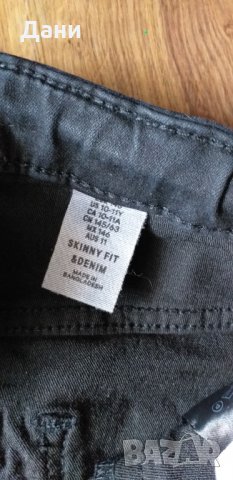 Дани
US 10-11Y
CA 10-11A
CN 145/63
MX 146
AUS 11
SKINNY FIT
&DENIM
MADE IN
BANGLADESH
BAZAR